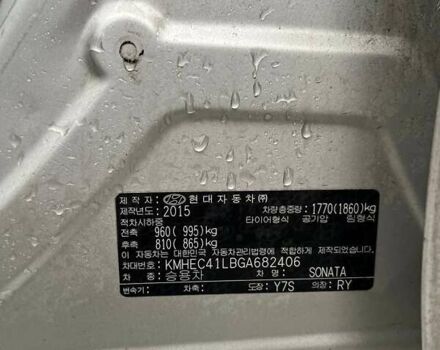 제 작 자: 현대자동차㈜
제작년도: 2015 차량총중량: 1770(1860)kg
적차시하중 타이어형식 공기압 림형식
전축 960( 995)kg
후축 810( 865)kg
이 자동차는 대한민국 자동차관리법령에 적합하게 제작되었음
차대번호: KMHEC41LBGA682406
차 종: 승용차 SONATA
변속기: 차축: 도장: Y7S 의장: RY